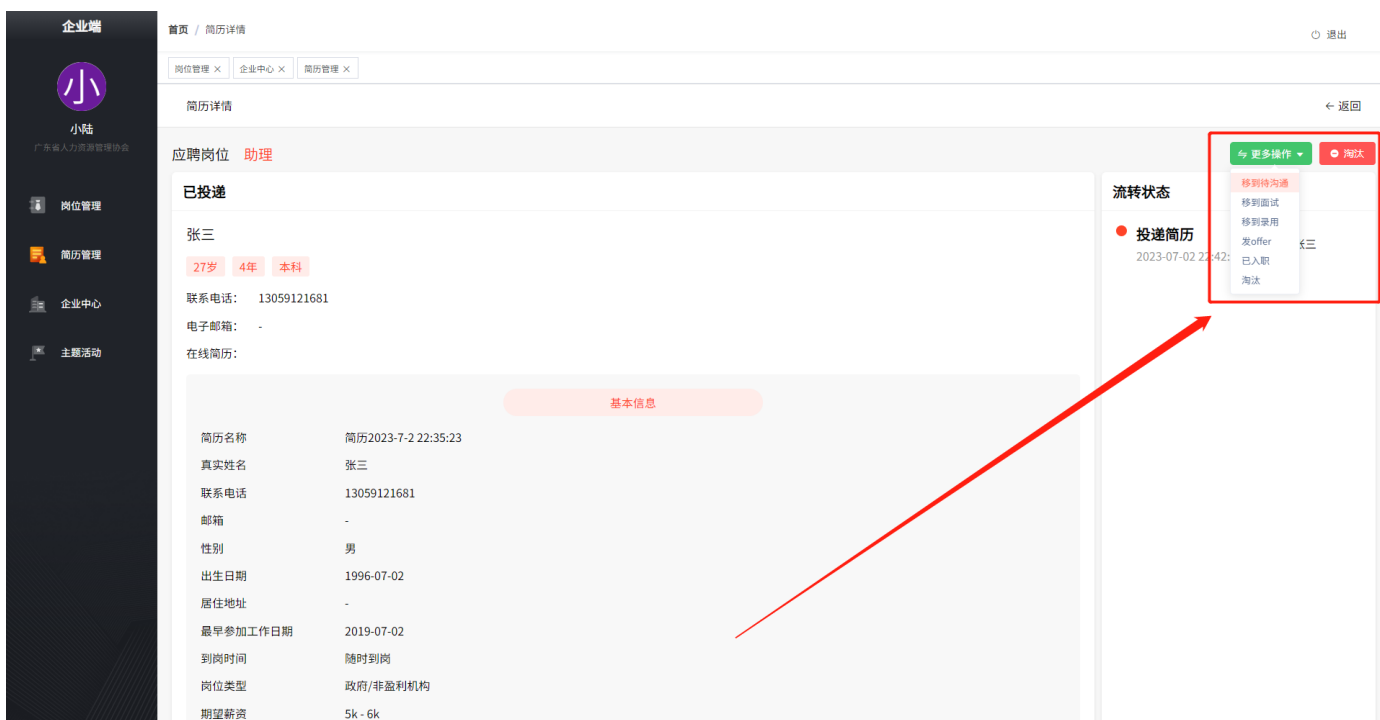 企业端
小
小陆
广东省人力资源管理协会
岗位管理
简历管理
企业中心
主题活动
首页 / 简历详情
退出
岗位管理 × 企业中心 × 简历管理 ×
简历详情
← 返回
应聘岗位 助理
更多操作
淘汰
移到待沟通
移到面试
移到录用
发offer
已入职
淘汰
已投递
张三
27岁 4年 本科
联系电话: 13059121681
电子邮箱: -
在线简历:
基本信息
简历名称 简历2023-7-2 22:35:23
真实姓名 张三
联系电话 13059121681
邮箱 -
性别 男
出生日期 1996-07-02
居住地址 -
最早参加工作日期 2019-07-02
到岗时间 随时到岗
岗位类型 政府/非盈利机构
期望薪资 5k - 6k
流转状态
投递简历
2023-07-02 22:42: